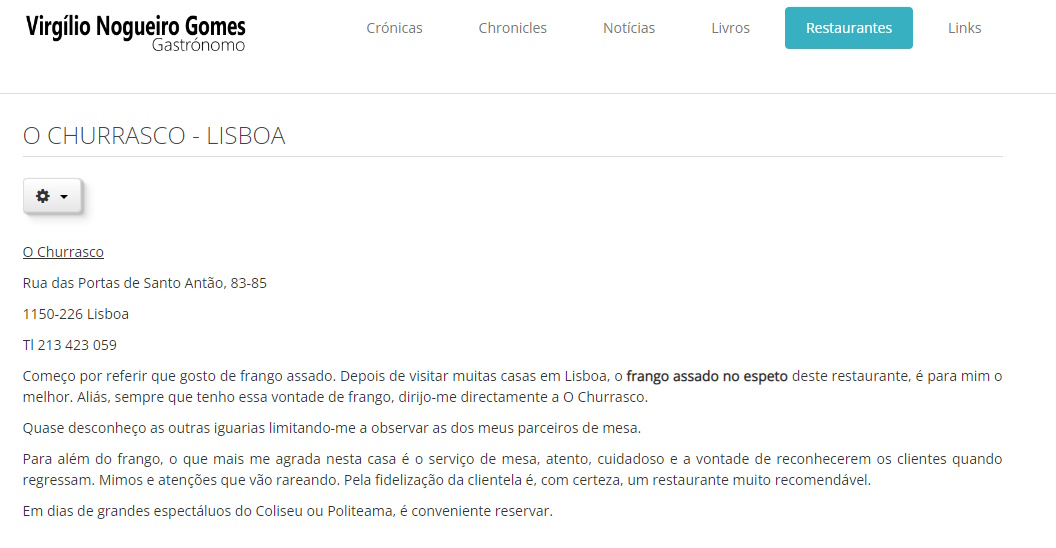 Virgílio Nogueiro Gomes
Gastrónomo
Crónicas
Chronicles
Notícias
Livros
Restaurantes
Links
O CHURRASCO - LISBOA
O Churrasco
Rua das Portas de Santo Antão, 83-85
1150-226 Lisboa
Tl 213 423 059
Começo por referir que gosto de frango assado. Depois de visitar muitas casas em Lisboa, o frango assado no espeto deste restaurante, é para mim o
melhor. Aliás, sempre que tenho essa vontade de frango, dirijo-me directamente a O Churrasco.
Quase desconheço as outras iguarias limitando-me a observar as dos meus parceiros de mesa.
Para além do frango, o que mais me agrada nesta casa é o serviço de mesa, atento, cuidadoso e a vontade de reconhecerem os clientes quando
regressam. Mimos e atenções que vão rareando. Pela fidelização da clientela é, com certeza, um restaurante muito recomendável.
Em dias de grandes espectáluos do Coliseu ou Politeama, é conveniente reservar.